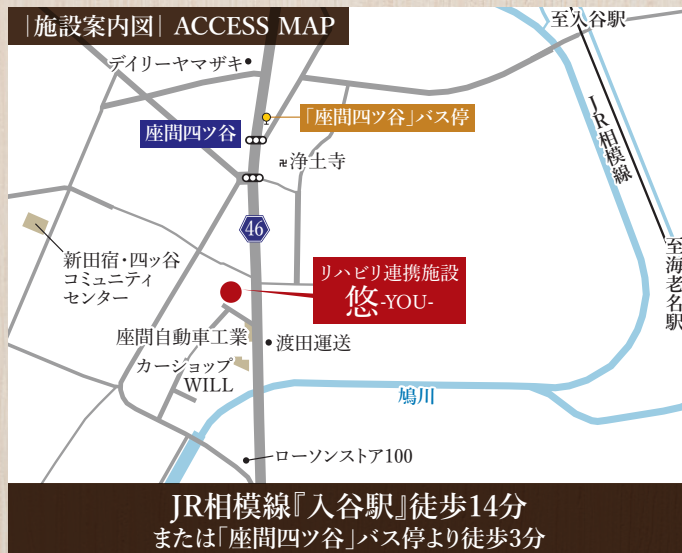 |施設案内図| ACCESS MAP
至入谷駅
デイリーヤマザキ
「座間四ツ谷」バス停
座間四ツ谷
JR相模線
浄土寺
46
新田宿・四ッ谷
コミュニティ
センター
リハビリ連携施設
悠-YOU-
至海老名駅
座間自動車工業
渡田運送
カーショップ
WILL
鳩川
ローソンストア100
JR相模線『入谷駅』徒歩14分
または「座間四ツ谷」バス停より徒歩3分